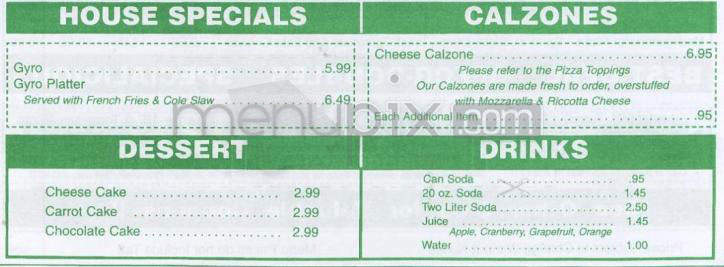 HOUSE SPECIALS
Gyro 5.99
Gyro Platter
Served with French Fries & Cole Slaw 6.49
CALZONES
Cheese Calzone 6.95
Please refer to the Pizza Toppings
Our Calzones are made fresh to order, overstuffed
with Mozzarella & Riccotta Cheese
Each Additional Item .95
menupix.com
DESSERT
Cheese Cake 2.99
Carrot Cake 2.99
Chocolate Cake 2.99
DRINKS
Can Soda .95
20 oz. Soda 1.45
Two Liter Soda 2.50
Juice 1.45
Apple, Cranberry, Grapefruit, Orange
Water 1.00